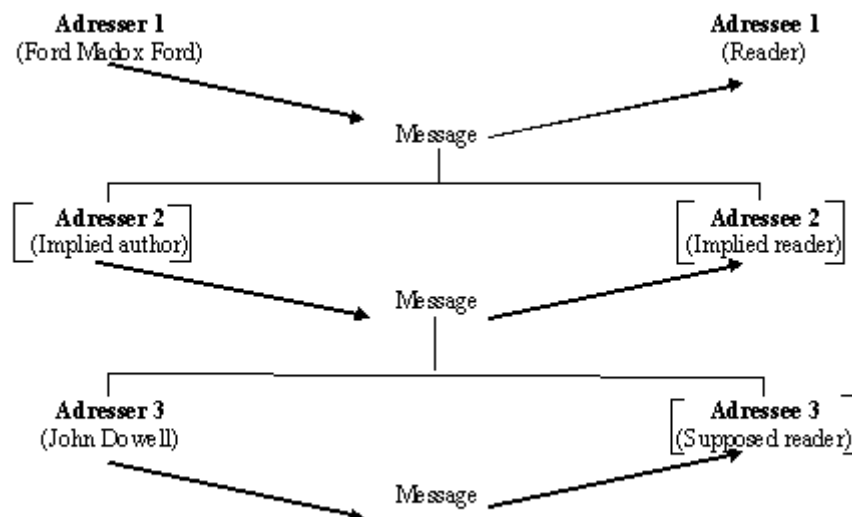 Adresser 1
(Ford Madox Ford)
Adressee 1
(Reader)
Message
Adresser 2
(Implied author)
Adressee 2
(Implied reader)
Message
Adresser 3
(John Dowell)
Adressee 3
(Supposed reader)
Message